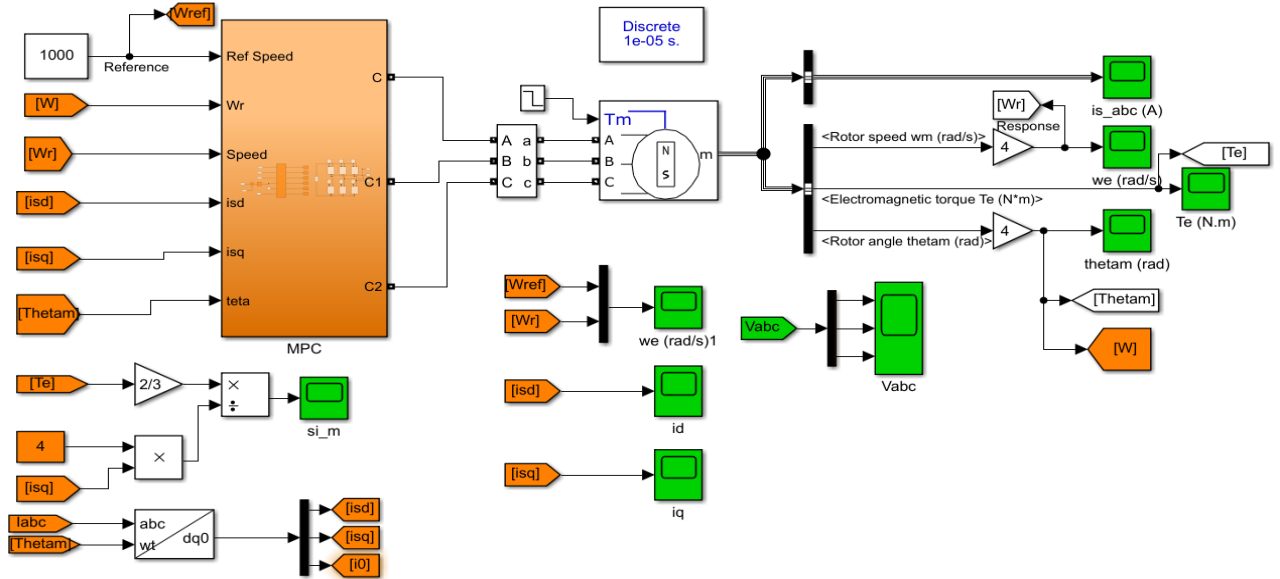 [Wref]
Discrete
1e-05 s.
1000
Reference
Ref Speed
C
[W]
Wr
Tm
is_abc (A)
[Wr]
Response
[Wr]
Speed
A
a
A
N
S
m
<Rotor speed wm (rad/s)>
4
we (rad/s)
[Te]
B
b
B
C1
C
c
C
[isd]
isd
<Electromagnetic torque Te (N*m)>
Te (N.m)
[isq]
isq
<Rotor angle thetam (rad)>
4
thetam (rad)
[Thetam]
teta
C2
MPC
[Wref]
[Wr]
we (rad/s)1
Vabc
Vabc
[Thetam]
[W]
[Te]
2/3
×
÷
si_m
[isd]
id
4
[isq]
×
[isq]
iq
Iabc
[Thetam]
abc
wt
dq0
[isd]
[isq]
[i0]